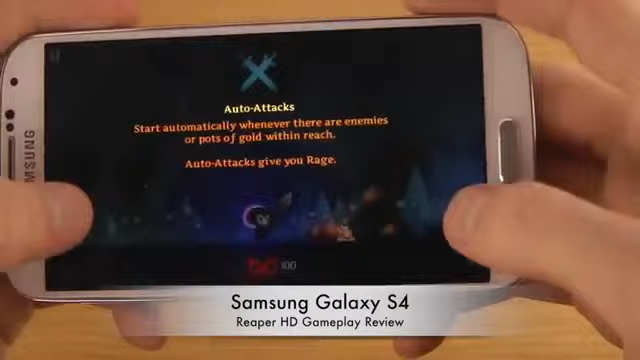 Auto-Attacks
Start automatically whenever there are enemies
or pots of gold within reach.
Auto-Attacks give you Rage.
SAMSUNG
100
Samsung Galaxy S4
Reaper HD Gameplay Review